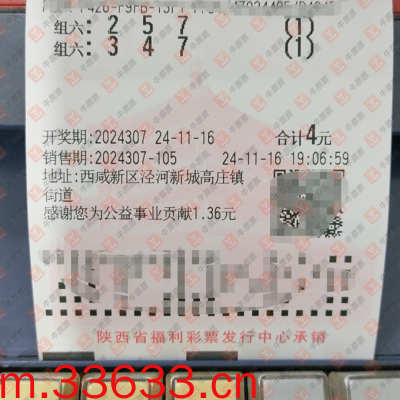 组六: 2 5 7 (1)
组六: 3 4 7 (1)
开奖期:2024307 24-11-16 合计4元
销售期:2024307-105 24-11-16 19:06:59
地址:西咸新区泾河新城高庄镇
街道
感谢您为公益事业贡献1.36元
陕西省福利彩票发行中心承销
m.33633.cn